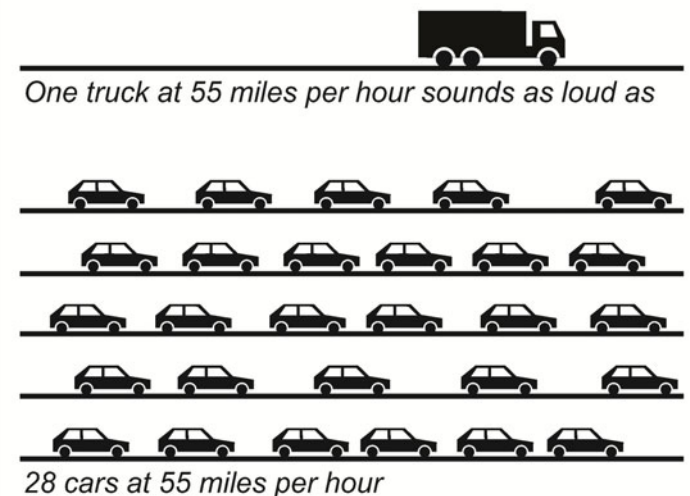 One truck at 55 miles per hour sounds as loud as
28 cars at 55 miles per hour